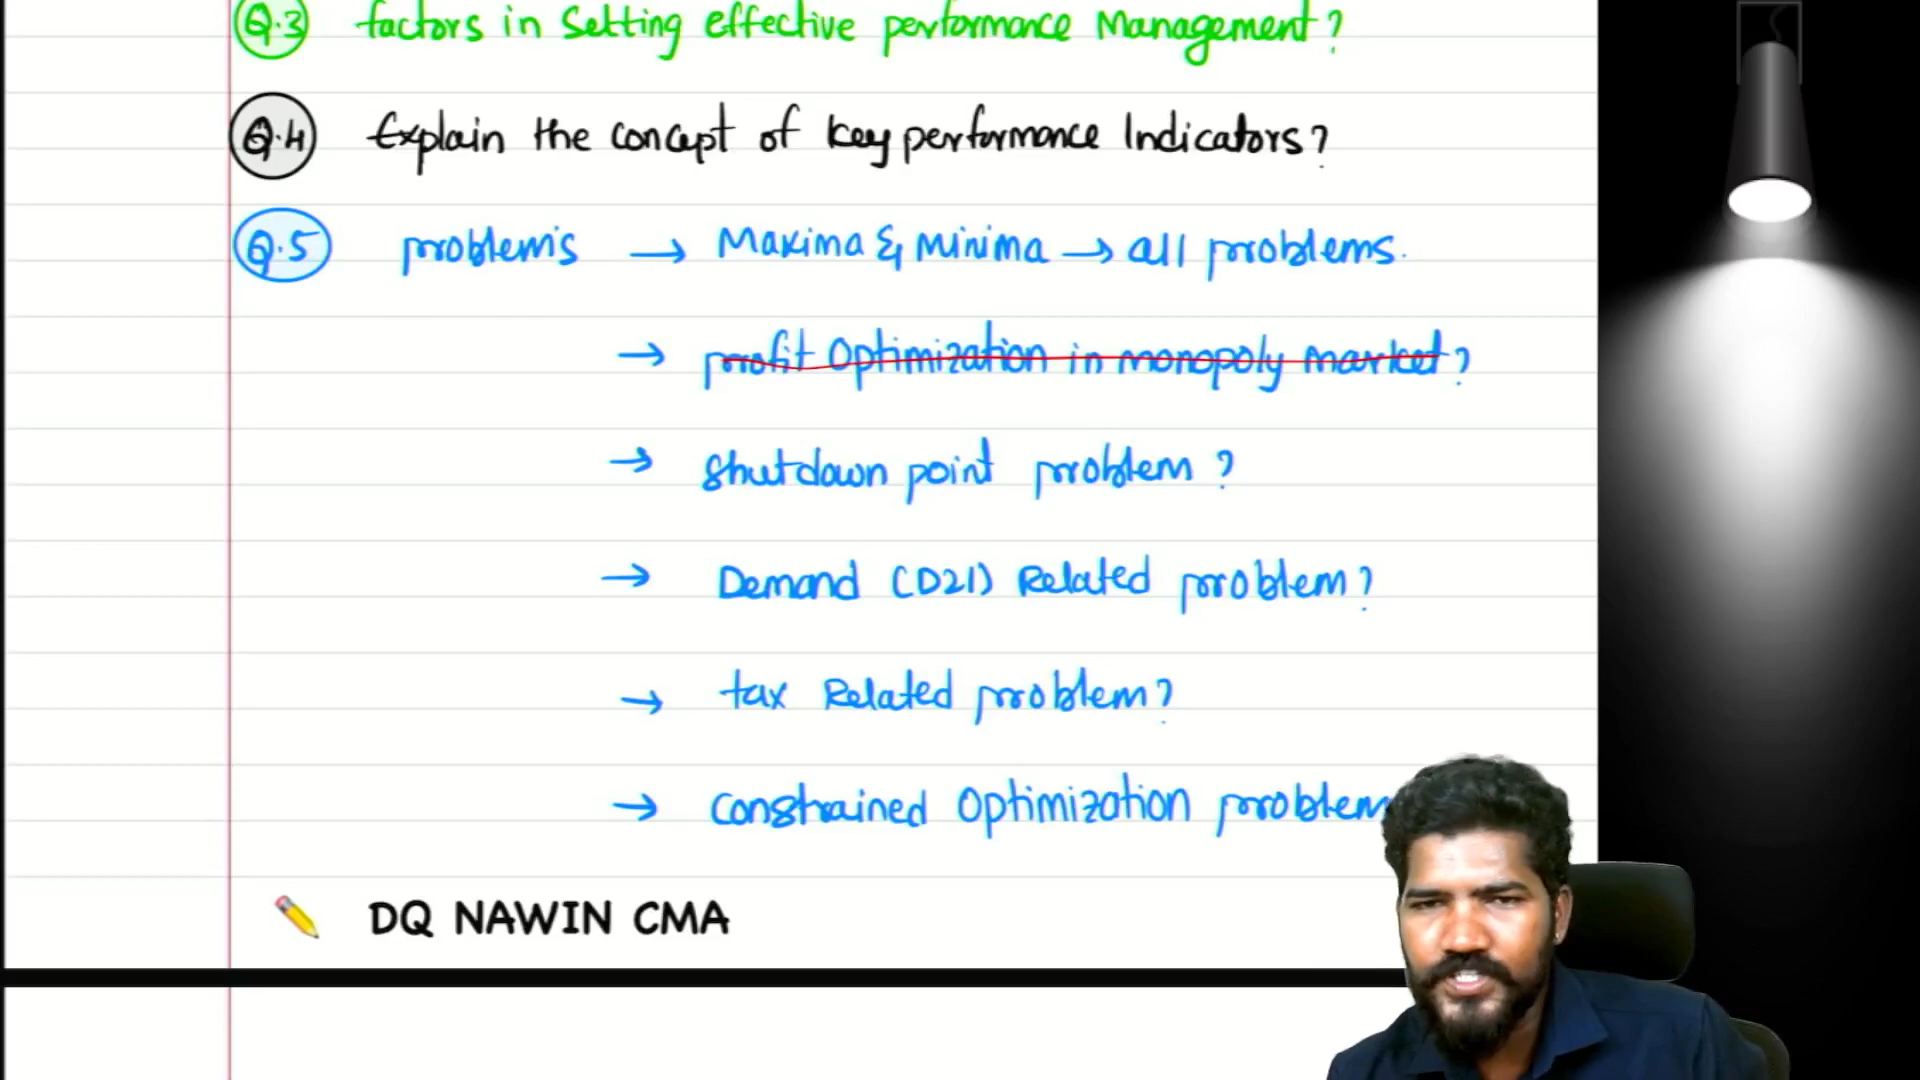 Q.3 factors in Setting effective performance Management?
Q.4 Explain the concept of key performance Indicators?
Q.5 problem's → Maxima & Minima → all problems.
→ profit Optimization in monopoly market?
→ Shutdown point problem?
→ Demand (D21) Related problem?
→ tax Related problem?
→ Constrained Optimization problem
DQ NAWIN CMA